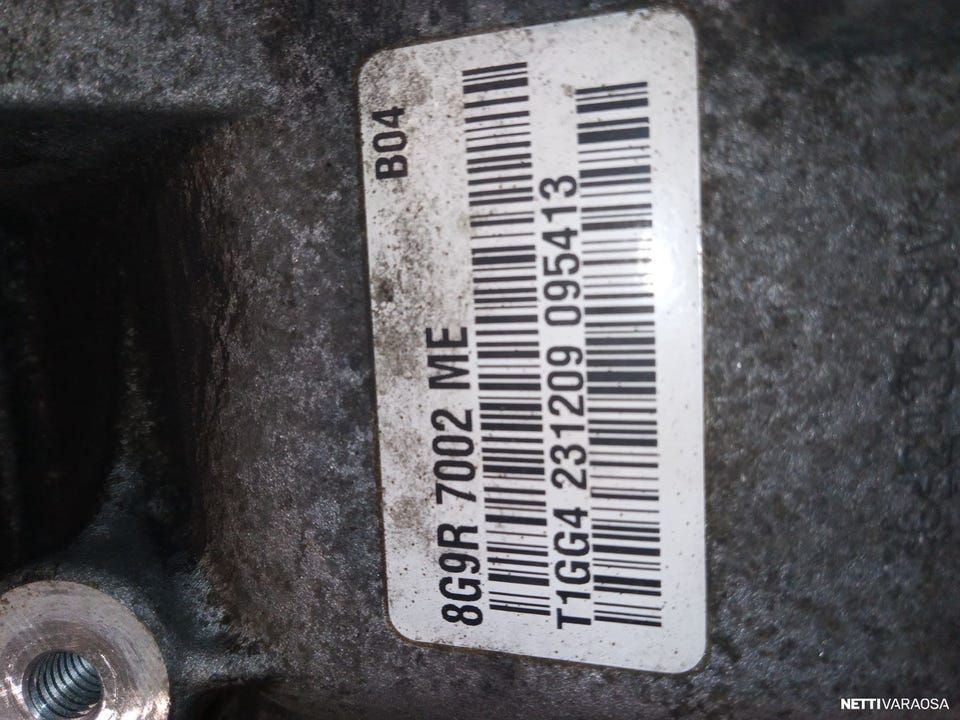 B04
8G9R 7002 ME
T1GG4 231209 095413
NETTIVARAOSA